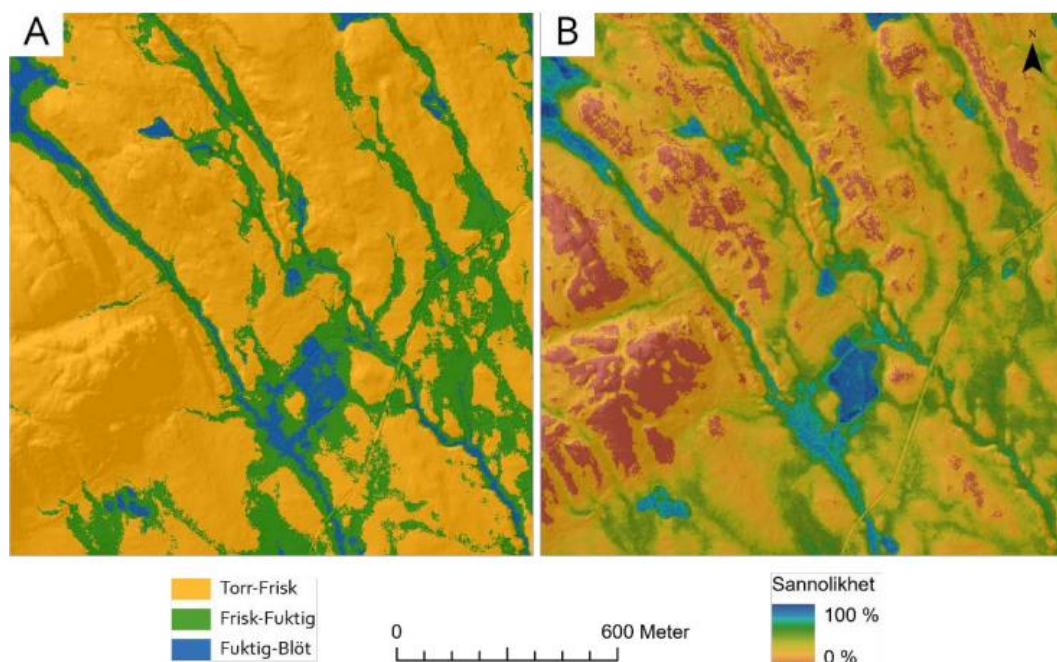 A
B
N
Torr-Frisk
Frisk-Fuktig
Fuktig-Blöt
0
600 Meter
Sannolikhet
100 %
0 %